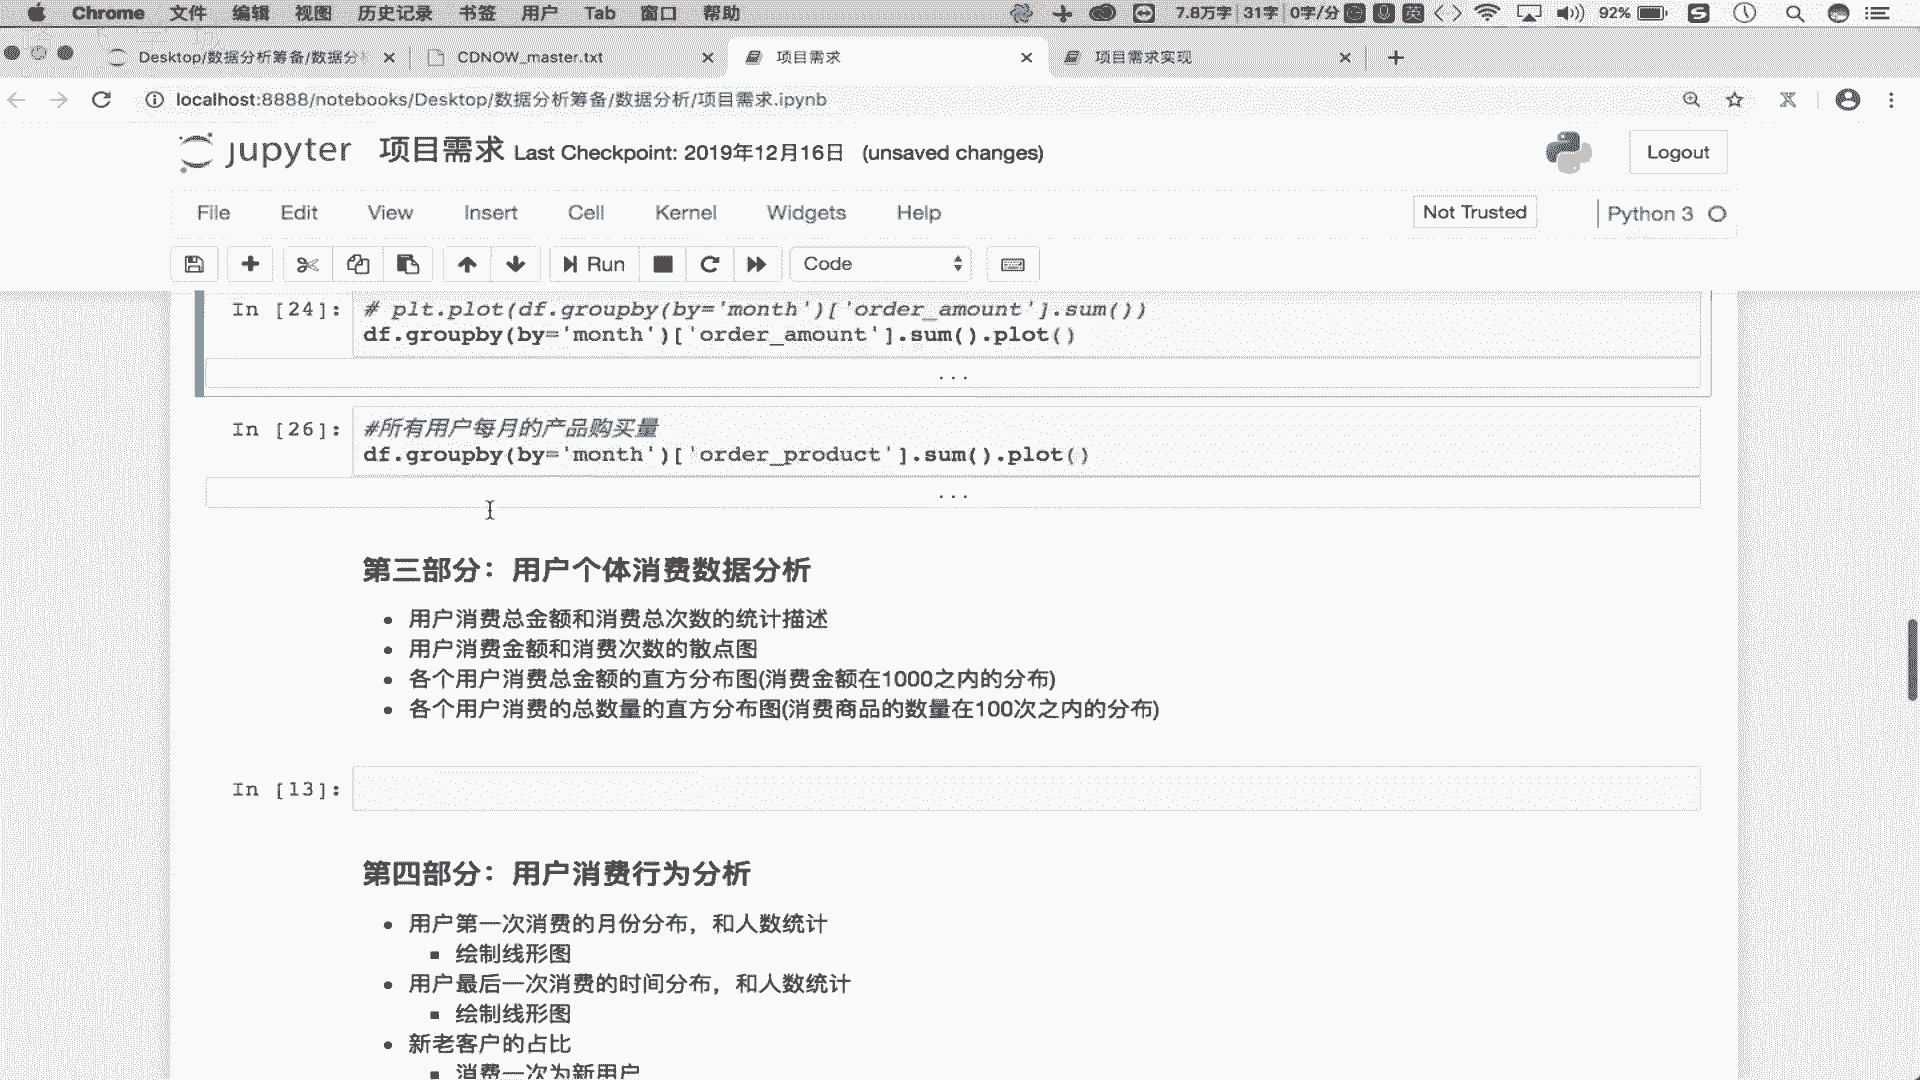 Chrome 文件 编辑 视图 历史记录 书签 用户 Tab 窗口 帮助 7.8万字 31字 0字/分 英 92%
Desktop/数据分析筹备/数据分 CDNOW_master.txt 项目需求 项目需求实现
localhost:8888/notebooks/Desktop/数据分析筹备/数据分析/项目需求.ipynb
jupyter 项目需求 Last Checkpoint: 2019年12月16日 (unsaved changes) Logout
File Edit View Insert Cell Kernel Widgets Help Not Trusted Python 3
Run Code
In [24]: # plt.plot(df.groupby(by='month')['order_amount'].sum())
df.groupby(by='month')['order_amount'].sum().plot()
...
In [26]: #所有用户每月的产品购买量
df.groupby(by='month')['order_product'].sum().plot()
...
第三部分：用户个体消费数据分析
用户消费总金额和消费总次数的统计描述
用户消费金额和消费次数的散点图
各个用户消费总金额的直方分布图(消费金额在1000之内的分布)
各个用户消费的总数量的直方分布图(消费商品的数量在100次之内的分布)
In [13]:
第四部分：用户消费行为分析
用户第一次消费的月份分布，和人数统计
绘制线形图
用户最后一次消费的时间分布，和人数统计
绘制线形图
新老客户的占比
消费一次为新用户